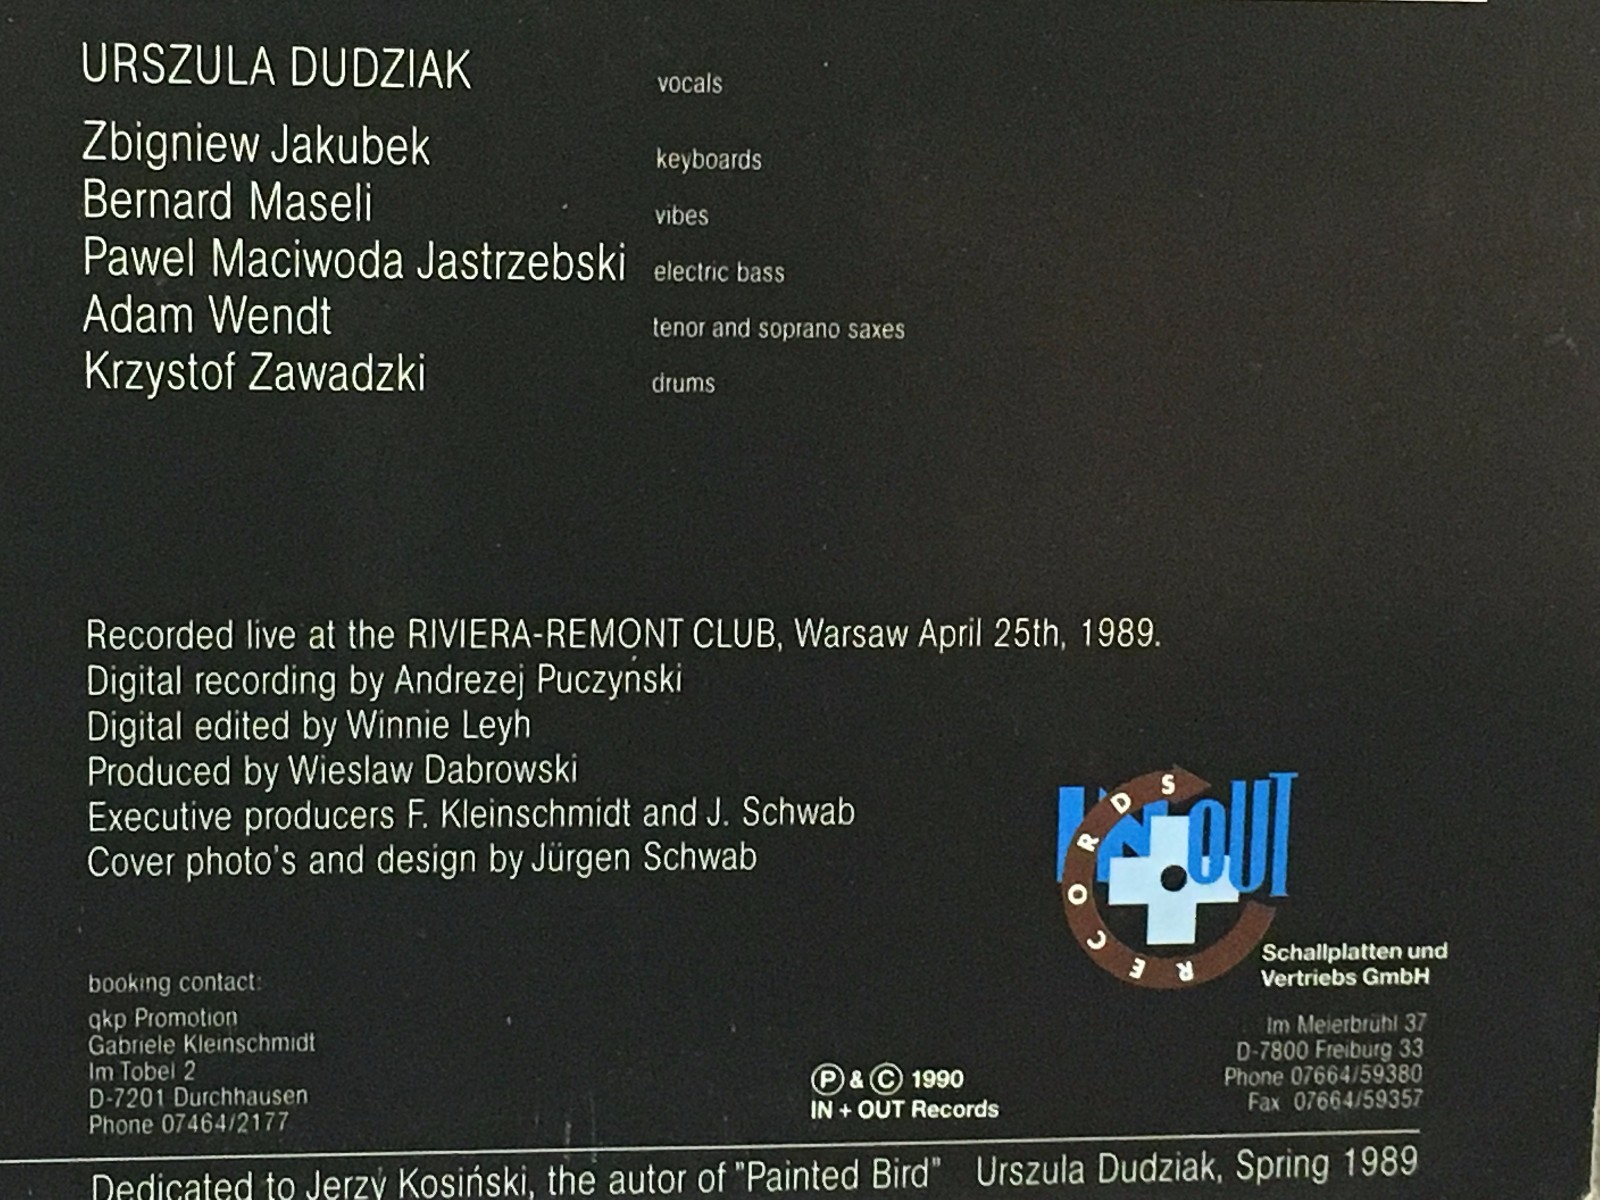 URSZULA DUDZIAK vocals
Zbigniew Jakubek keyboards
Bernard Maseli vibes
Pawel Maciwoda Jastrzebski electric bass
Adam Wendt tenor and soprano saxes
Krzystof Zawadzki drums
Recorded live at the RIVIERA-REMONT CLUB, Warsaw April 25th, 1989.
Digital recording by Andrezej Puczyński
Digital edited by Winnie Leyh
Produced by Wieslaw Dabrowski
Executive producers F. Kleinschmidt and J. Schwab
Cover photo's and design by Jürgen Schwab
IN + OUT
RECORDS
Schallplatten und
Vertriebs GmbH
Im Meierbrühl 37
D-7800 Freiburg 33
Phone 07664/59380
Fax 07664/59357
booking contact:
qkp Promotion
Gabriele Kleinschmidt
Im Tobel 2
D-7201 Durchhausen
Phone 07464/2177
Ⓟ & Ⓒ 1990
IN + OUT Records
Dedicated to Jerzy Kosiński, the autor of "Painted Bird" Urszula Dudziak, Spring 1989